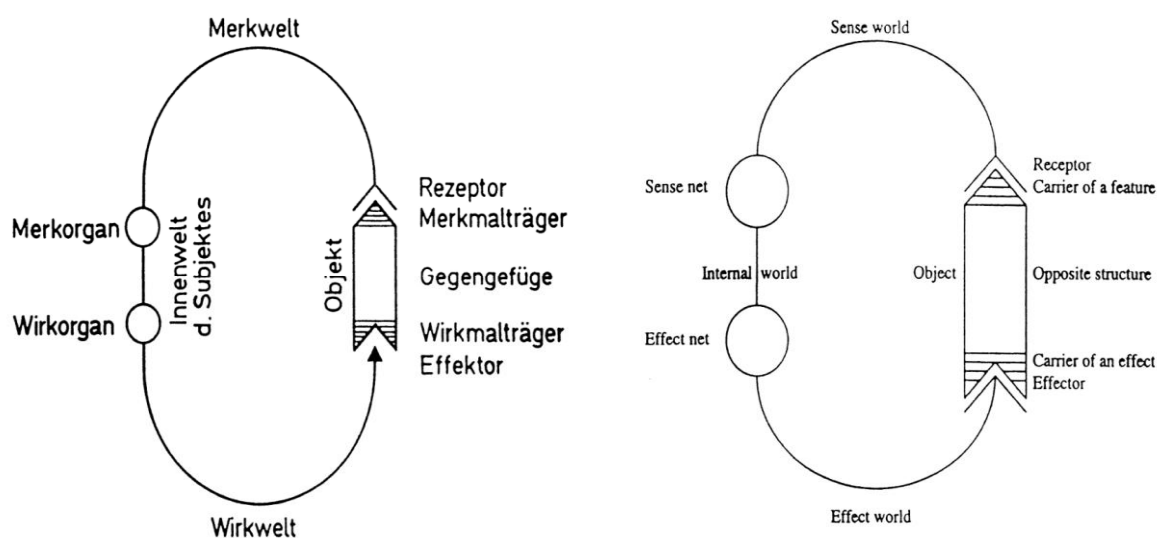 Merkwelt
Rezeptor
Merkmalträger
Merkorgan
Innenwelt
d. Subjektes
Objekt
Gegengefüge
Wirkorgan
Wirkmalträger
Effektor
Wirkwelt
Sense world
Receptor
Carrier of a feature
Sense net
Internal world
Object
Opposite structure
Effect net
Carrier of an effect
Effector
Effect world